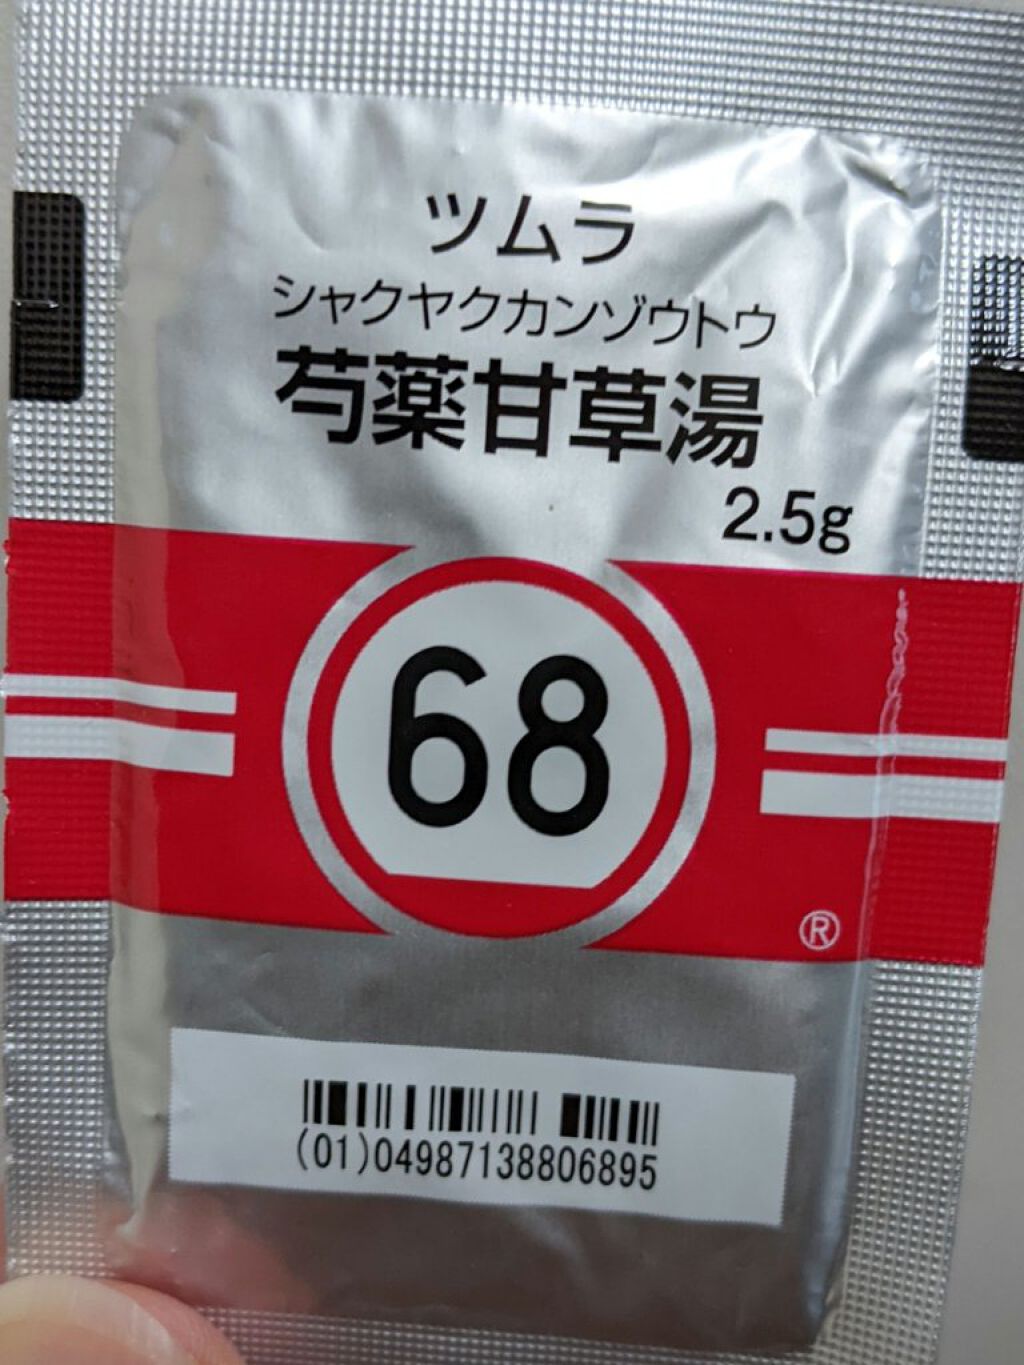 ツムラ
シャクヤクカンゾウトウ
芍薬甘草湯
2.5g
68
®
(01)04987138806895